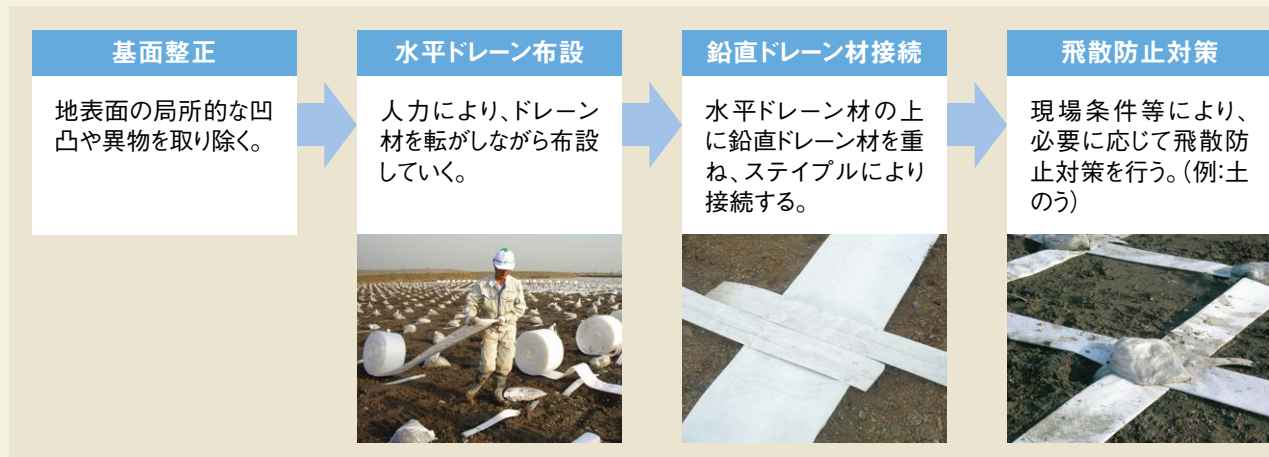 基面整正
地表面の局所的な凹
凸や異物を取り除く。
水平ドレーン布設
人力により、ドレーン
材を転がしながら布設
していく。
鉛直ドレーン材接続
水平ドレーン材の上
に鉛直ドレーン材を重
ね、ステイプルにより
接続する。
飛散防止対策
現場条件等により、
必要に応じて飛散防
止対策を行う。(例:土
のう)